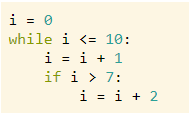 i = 0
while i <= 10:
    i = i + 1
    if i > 7:
        i = i + 2